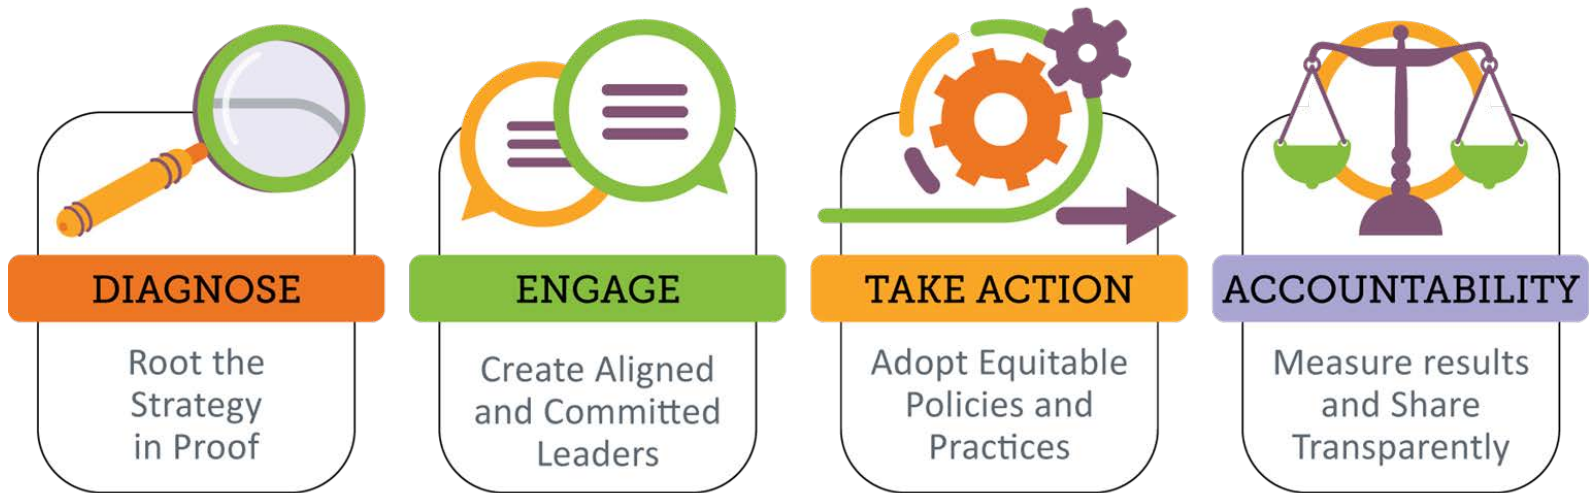 DIAGNOSE
Root the
Strategy
in Proof
ENGAGE
Create Aligned
and Committed
Leaders
TAKE ACTION
Adopt Equitable
Policies and
Practices
ACCOUNTABILITY
Measure results
and Share
Transparently